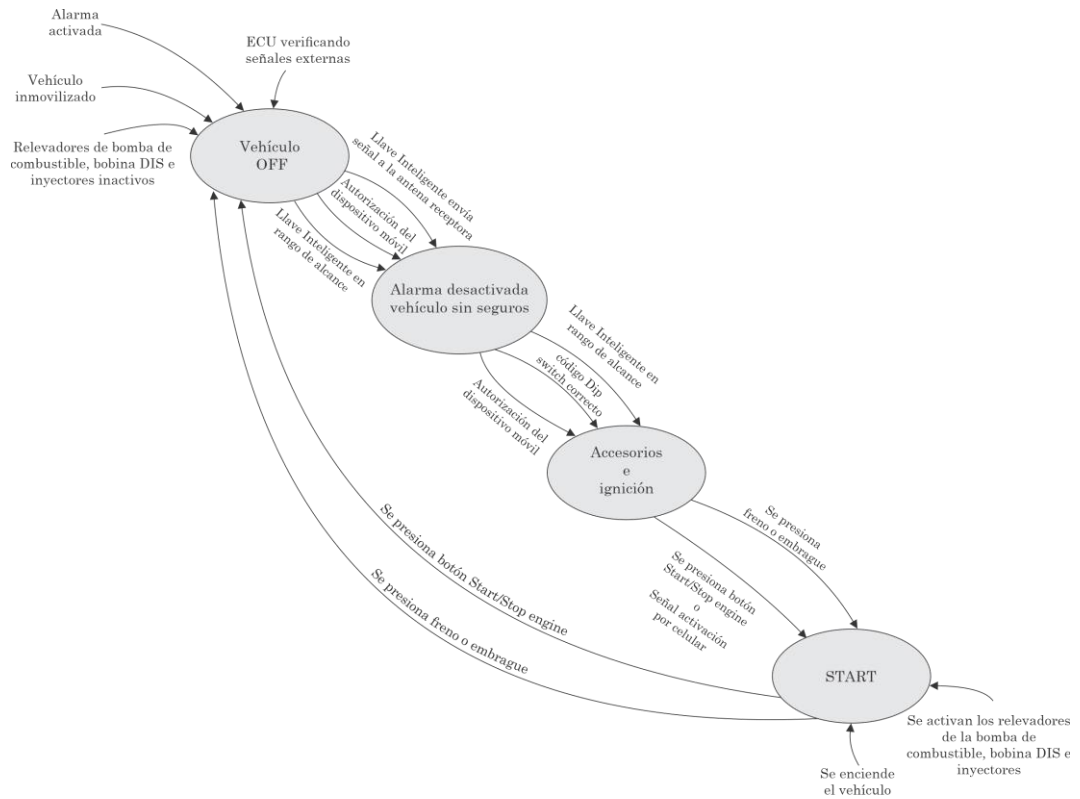 Alarma
activada
ECU verificando
señales externas
Vehículo
inmovilizado
Relevadores de bomba de
combustible, bobina DIS e
inyectores inactivos
Vehículo
OFF
Llave Inteligente envía
señal a la antena receptora
Autorización del
dispositivo móvil
Llave Inteligente en
rango de alcance
Alarma desactivada
vehículo sin seguros
Llave Inteligente en
rango de alcance
código Dip
switch correcto
Autorización del
dispositivo móvil
Accesorios
e
ignición
Se presiona
freno o embrague
Se presiona botón
Start/Stop engine
o
Señal activación
por celular
Se presiona botón Start/Stop engine
Se presiona freno o embrague
START
Se activan los relevadores
de la bomba de
combustible, bobina DIS e
inyectores
Se enciende
el vehículo